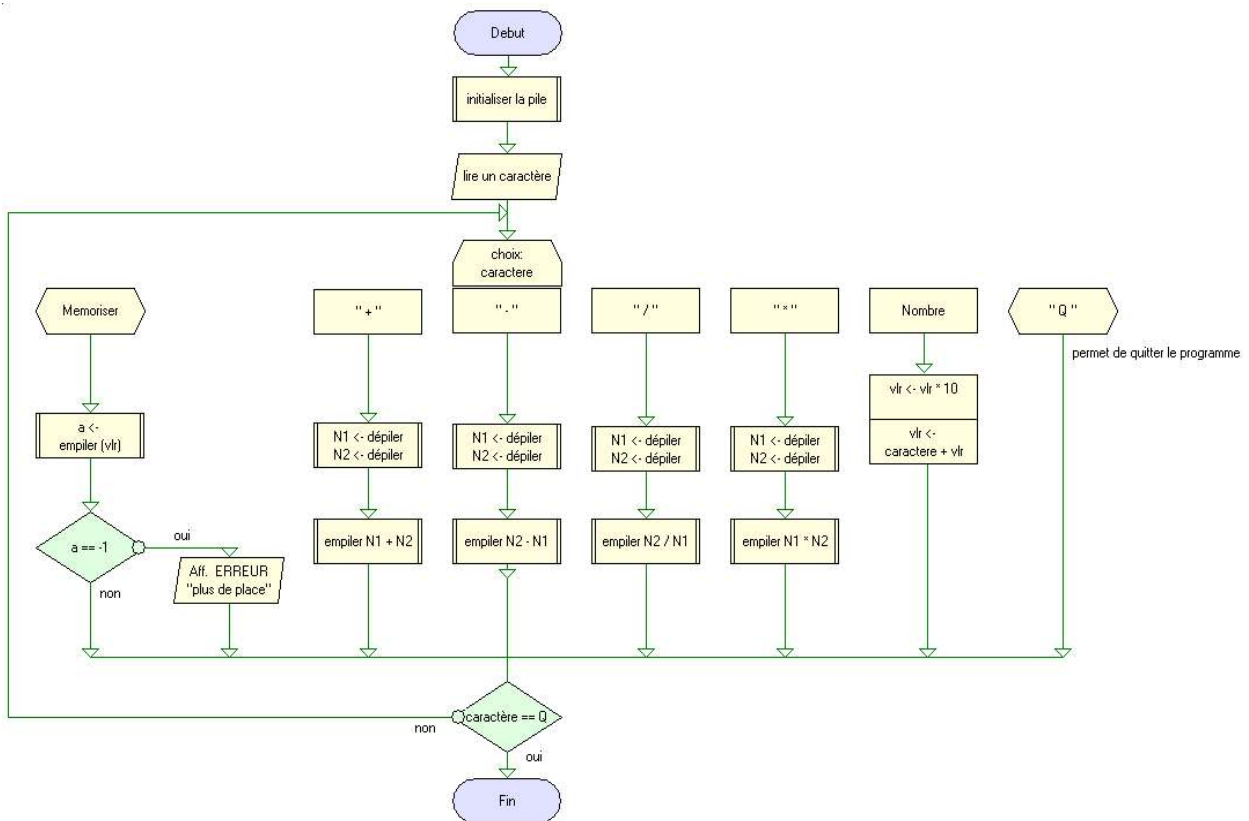 Debut
initialiser la pile
lire un caractère
choix:
caractere
Memoriser
" + "
" - "
" / "
" * "
Nombre
" Q "
permet de quitter le programme
a <-
empiler (vlr)
N1 <- dépiler
N2 <- dépiler
N1 <- dépiler
N2 <- dépiler
N1 <- dépiler
N2 <- dépiler
N1 <- dépiler
N2 <- dépiler
vlr <- vlr * 10
vlr <-
caractere + vlr
a == -1
oui
non
Aff. ERREUR
"plus de place"
empiler N1 + N2
empiler N2 - N1
empiler N2 / N1
empiler N1 * N2
caractère == Q
non
oui
Fin